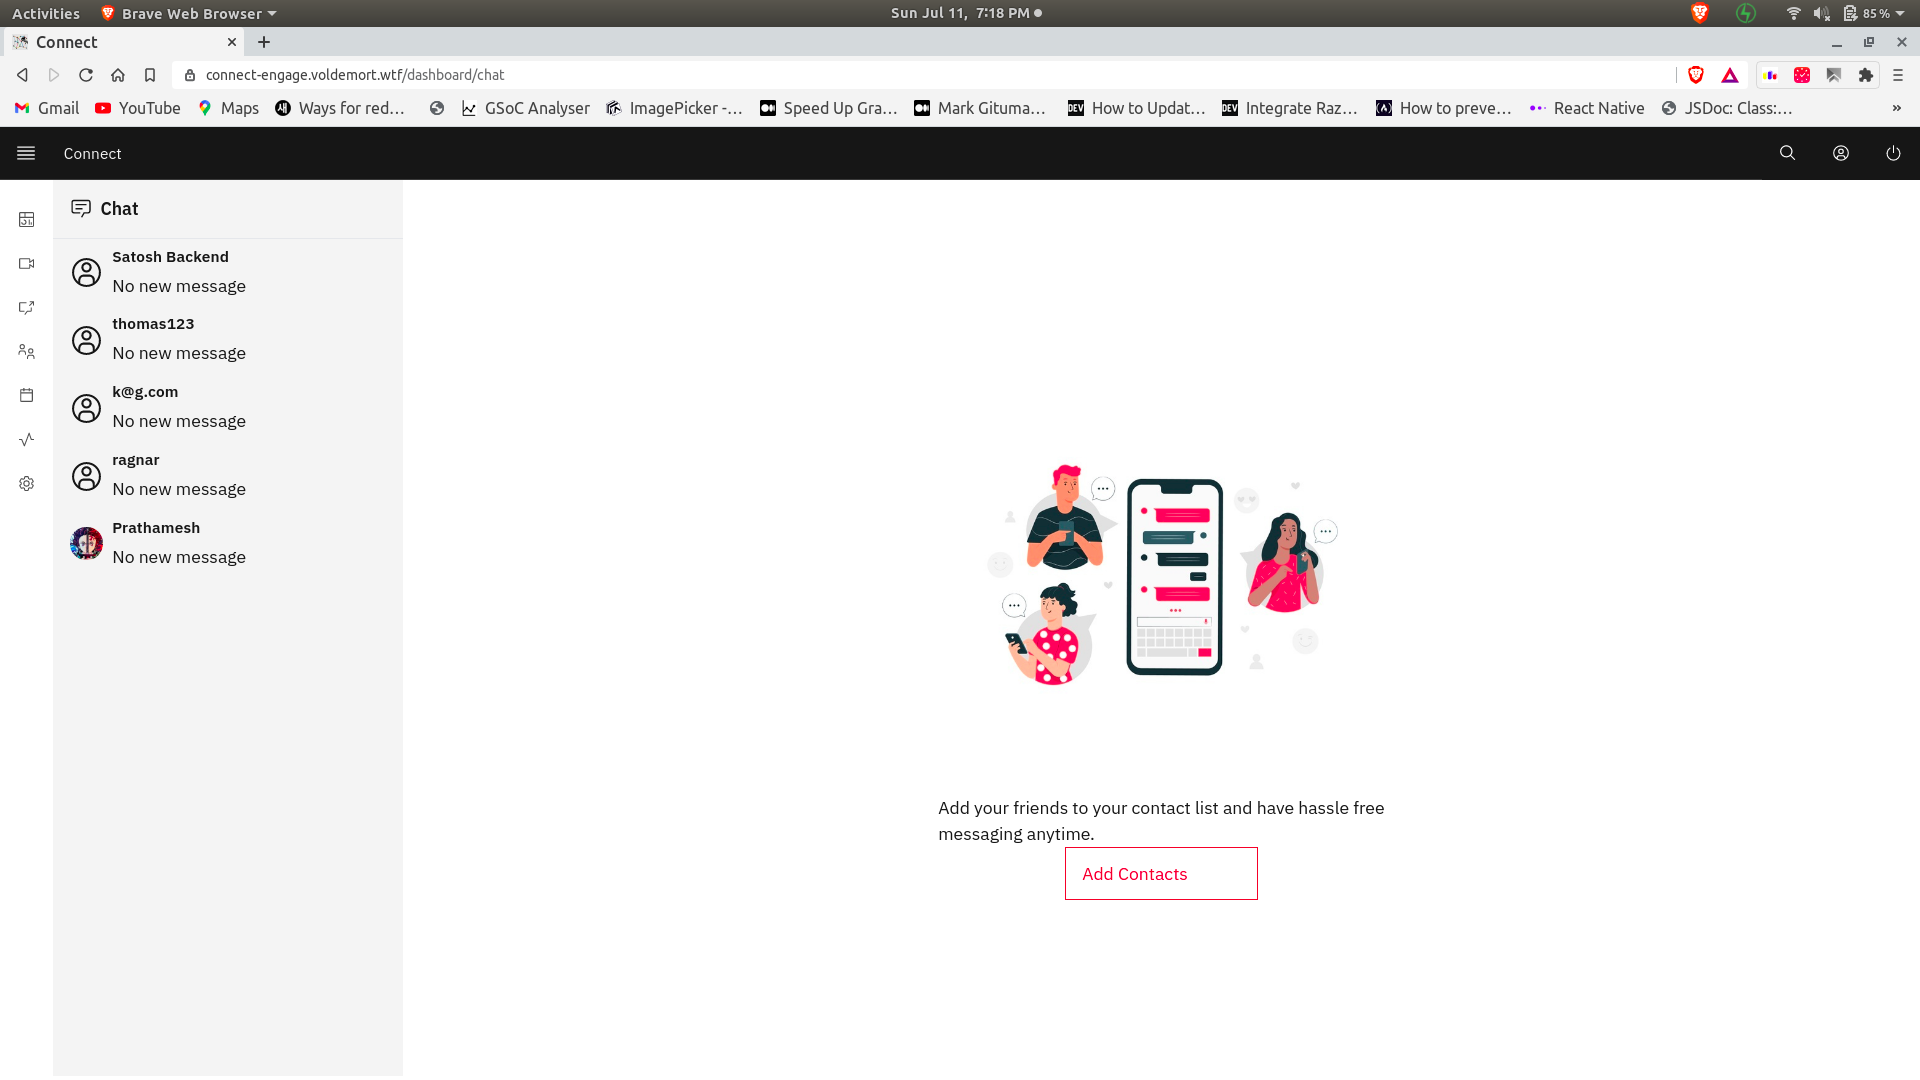 Activities
Brave Web Browser
Sun Jul 11, 7:18 PM
85 %
Connect
connect-engage.voldemort.wtf/dashboard/chat
Gmail
YouTube
Maps
Ways for red...
GSoC Analyser
ImagePicker -...
Speed Up Gra...
Mark Gituma...
DEV
How to Updat...
DEV
Integrate Raz...
How to preve...
React Native
JSDoc: Class:...
»
Connect
Chat
Satosh Backend
No new message
thomas123
No new message
k@g.com
No new message
ragnar
No new message
Prathamesh
No new message
Add your friends to your contact list and have hassle free
messaging anytime.
Add Contacts